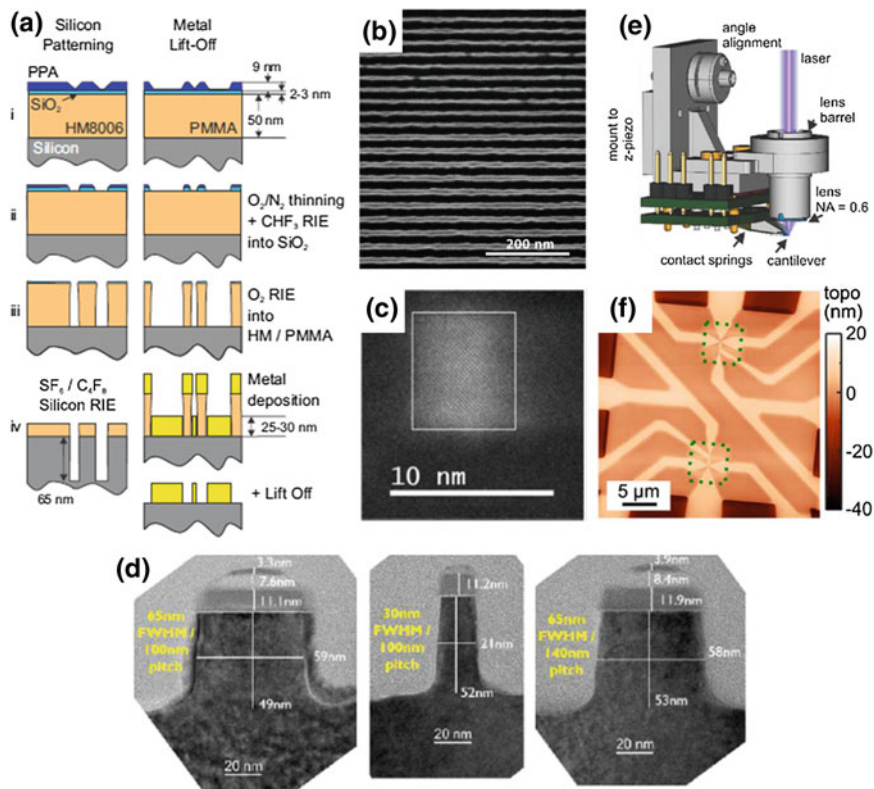 (a)
Silicon
Patterning
Metal
Lift-Off
PPA
9 nm
2-3 nm
SiO₂
i
HM8006
PMMA
50 nm
Silicon
O₂/N₂ thinning
+ CHF₃ RIE
into SiO₂
iii
O₂ RIE
into
HM / PMMA
SF₆ / C₄F₈
Silicon RIE
Metal
deposition
iv
25-30 nm
65 nm
+ Lift Off
(b)
200 nm
(c)
10 nm
(e)
angle
alignment
laser
mount to
z-piezo
lens
barrel
lens
NA = 0.6
contact springs
cantilever
(f)
topo
(nm)
20
0
-20
-40
5 µm
(d)
3.3nm
7.6nm
11.1nm
65nm
FWHM /
100nm
pitch
59nm
49nm
20 nm
11.2nm
30nm
FWHM /
100nm
pitch
21nm
52nm
20 nm
3.9nm
8.4nm
11.9nm
65nm
FWHM /
140nm
pitch
58nm
53nm
20 nm